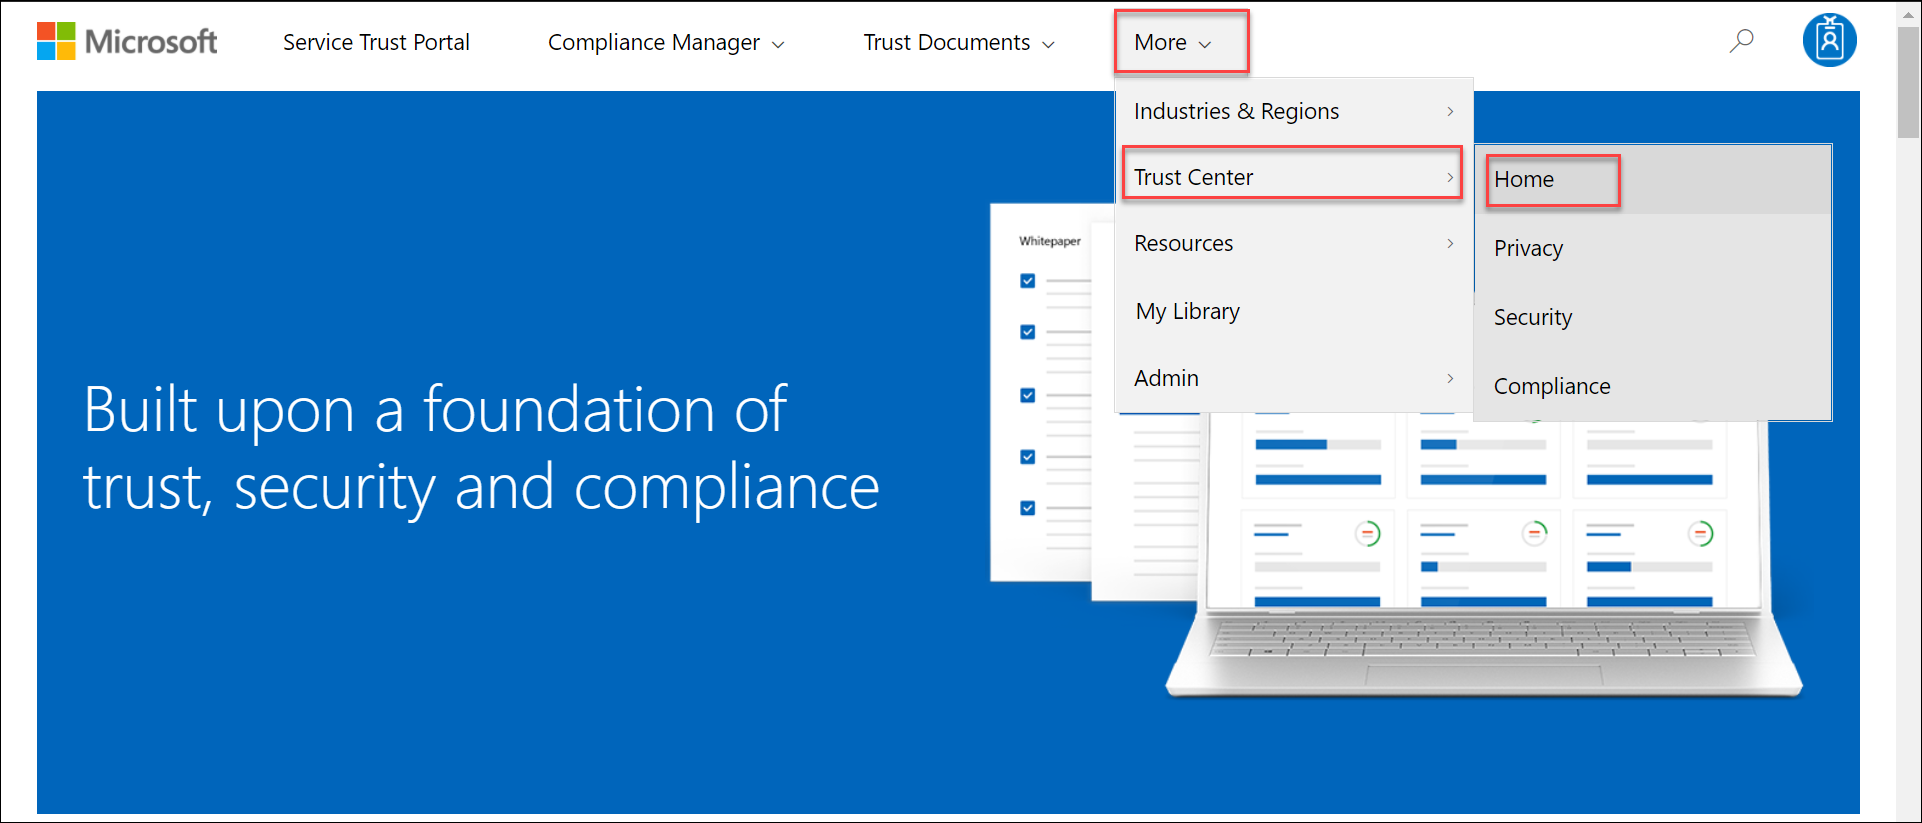 Microsoft
Service Trust Portal
Compliance Manager
Trust Documents
More
Industries & Regions
Trust Center
Resources
My Library
Admin
Home
Privacy
Security
Compliance
Whitepaper
Built upon a foundation of
trust, security and compliance